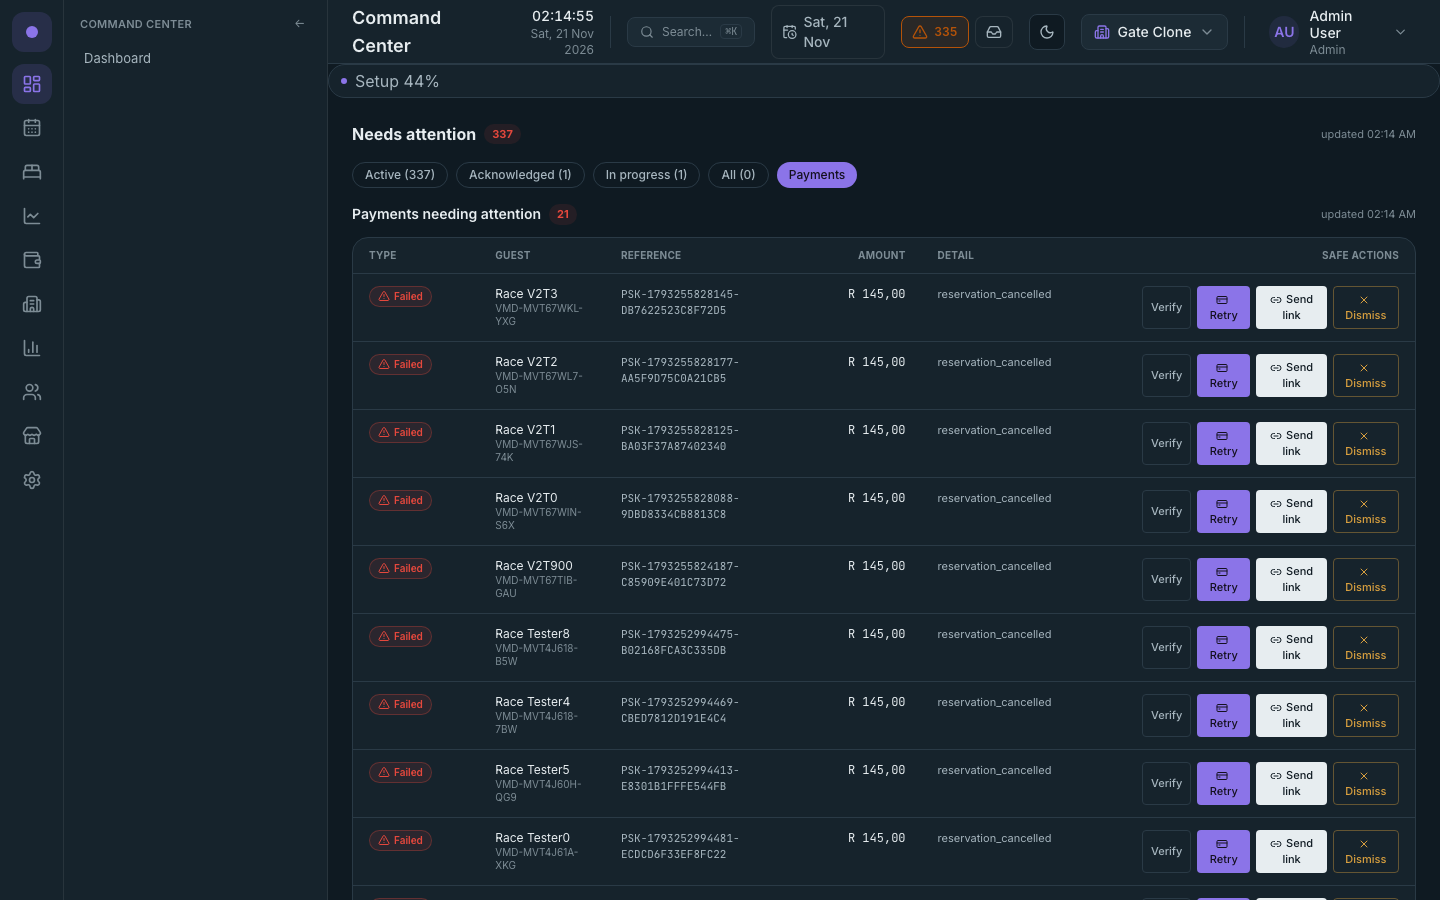 COMMAND CENTER
Dashboard
Command
Center
02:14:55
Sat, 21 Nov
2026
Search...
⌘K
Sat, 21
Nov
335
Gate Clone
AU
Admin
User
Admin
Setup 44%
Needs attention 337
updated 02:14 AM
Active (337)
Acknowledged (1)
In progress (1)
All (0)
Payments
Payments needing attention 21
updated 02:14 AM
TYPE GUEST REFERENCE AMOUNT DETAIL SAFE ACTIONS
Failed
Race V2T3
VMD-MVT67WKL-
YXG
PSK-1793255828145-
DB7622523C8F72D5
R 145,00
reservation_cancelled
Verify
Retry
Send
link
Dismiss
Failed
Race V2T2
VMD-MVT67WL7-
O5N
PSK-1793255828177-
AA5F9D75C0A21CB5
R 145,00
reservation_cancelled
Verify
Retry
Send
link
Dismiss
Failed
Race V2T1
VMD-MVT67WJS-
74K
PSK-1793255828125-
BA03F37A87402340
R 145,00
reservation_cancelled
Verify
Retry
Send
link
Dismiss
Failed
Race V2T0
VMD-MVT67WIN-
S6X
PSK-1793255828088-
9DBD8334CB8813C8
R 145,00
reservation_cancelled
Verify
Retry
Send
link
Dismiss
Failed
Race V2T900
VMD-MVT67TIB-
GAU
PSK-1793255824187-
C85909E401C73D72
R 145,00
reservation_cancelled
Verify
Retry
Send
link
Dismiss
Failed
Race Tester8
VMD-MVT4J618-
B5W
PSK-1793252994475-
B02168FCA3C335DB
R 145,00
reservation_cancelled
Verify
Retry
Send
link
Dismiss
Failed
Race Tester4
VMD-MVT4J618-
7BW
PSK-1793252994469-
CBED7812D191E4C4
R 145,00
reservation_cancelled
Verify
Retry
Send
link
Dismiss
Failed
Race Tester5
VMD-MVT4J60H-
QG9
PSK-1793252994413-
E8301B1FFFE544FB
R 145,00
reservation_cancelled
Verify
Retry
Send
link
Dismiss
Failed
Race Tester0
VMD-MVT4J61A-
XKG
PSK-1793252994481-
ECDCD6F33EF8FC22
R 145,00
reservation_cancelled
Verify
Retry
Send
link
Dismiss